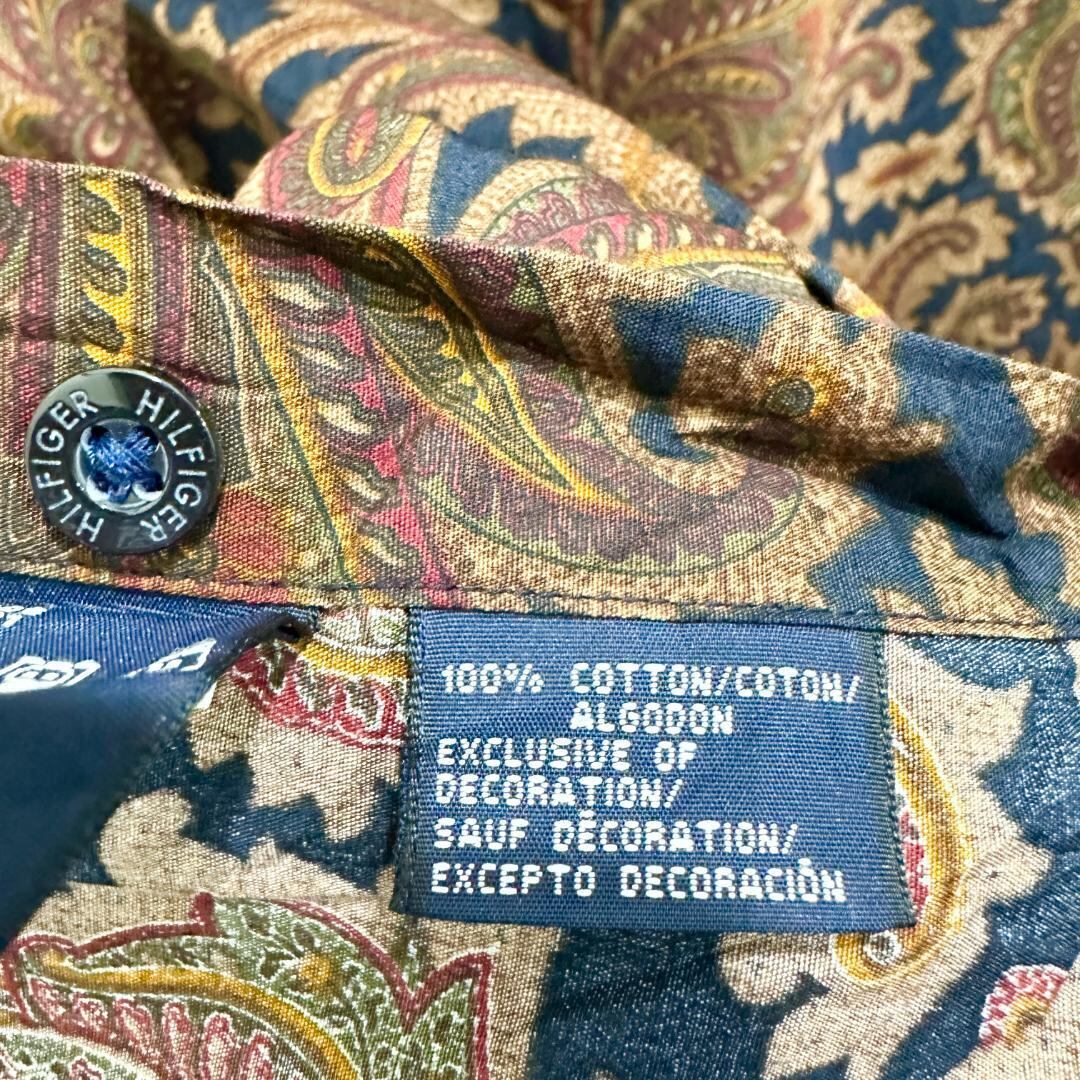 HILFIGER HILFIGER
100% COTTON/COTON/
ALGODON
EXCLUSIVE OF
DECORATION/
SAUF DÉCORATION/
EXCEPTO DECORACIÓN